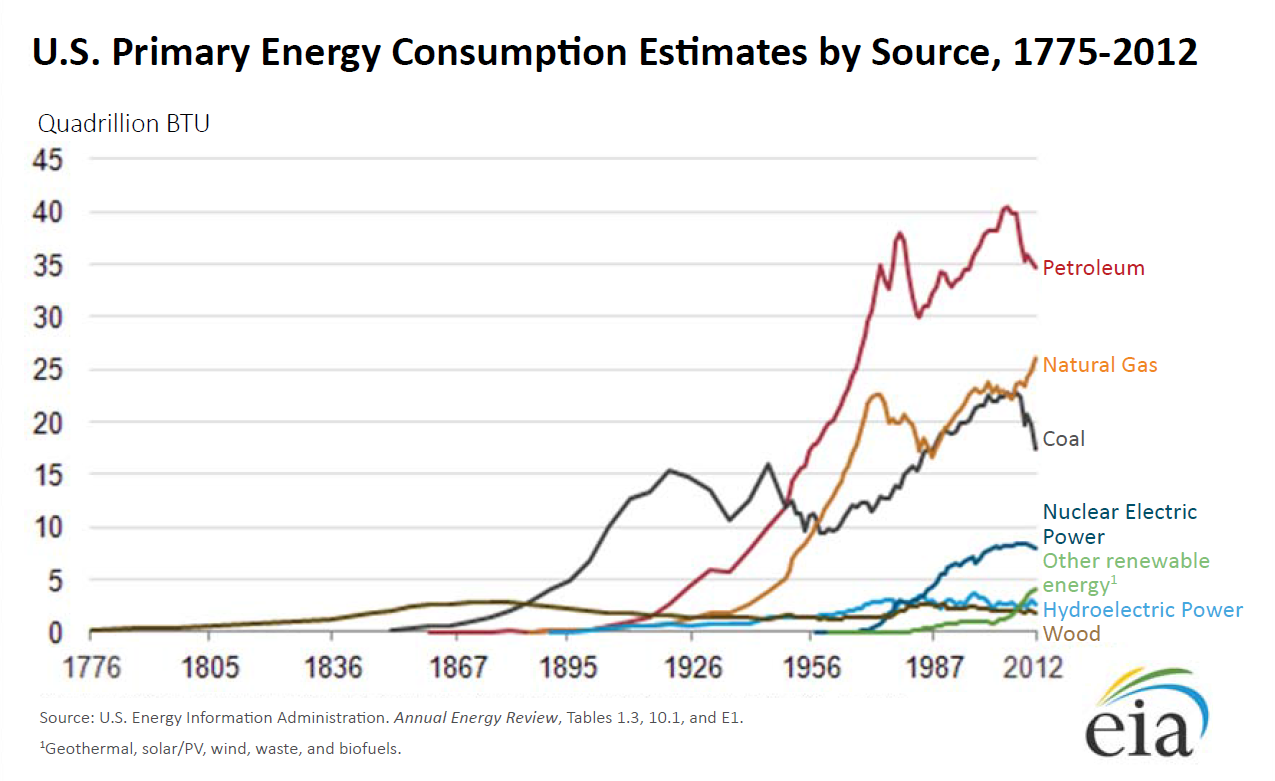 U.S. Primary Energy Consumption Estimates by Source, 1775-2012
Quadrillion BTU
45
40
35
30
25
20
15
10
5
0
1776 1805 1836 1867 1895 1926 1956 1987 2012
Petroleum
Natural Gas
Coal
Nuclear Electric
Power
Other renewable
energy¹
Hydroelectric Power
Wood
Source: U.S. Energy Information Administration. Annual Energy Review, Tables 1.3, 10.1, and E1.
¹Geothermal, solar/PV, wind, waste, and biofuels.
eia